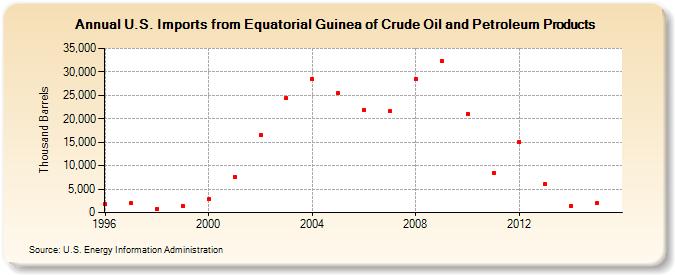 Annual U.S. Imports from Equatorial Guinea of Crude Oil and Petroleum Products
Thousand Barrels
35,000
30,000
25,000
20,000
15,000
10,000
5,000
0
1996 2000 2004 2008 2012
Source: U.S. Energy Information Administration